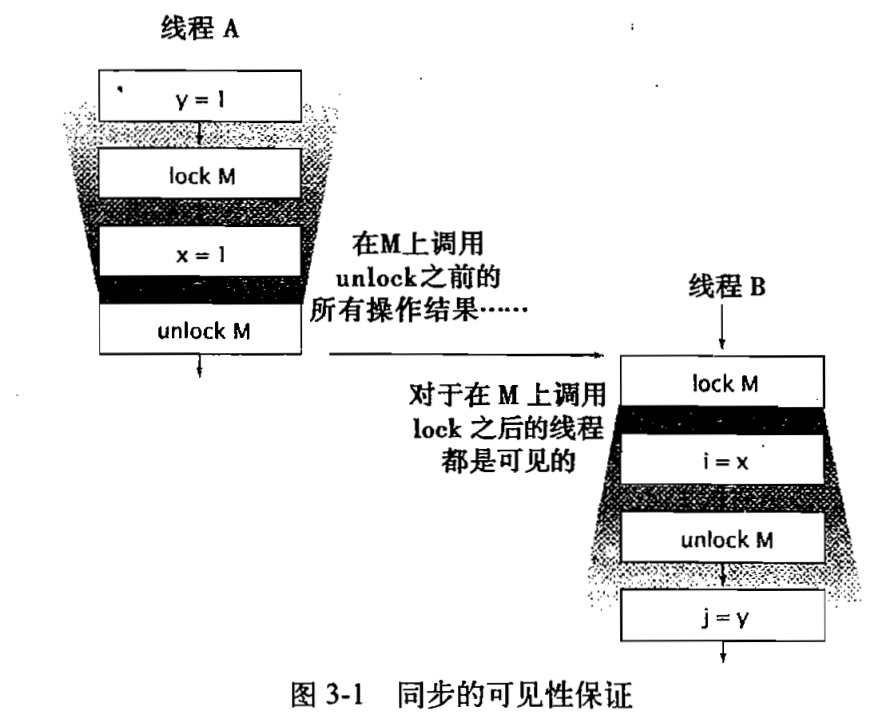 线程 A
y = 1
lock M
x = 1
unlock M
在M上调用
unlock之前的
所有操作结果……
线程 B
对于在 M 上调用
lock 之后的线程
都是可见的
lock M
i = x
unlock M
j = y
图 3-1 同步的可见性保证